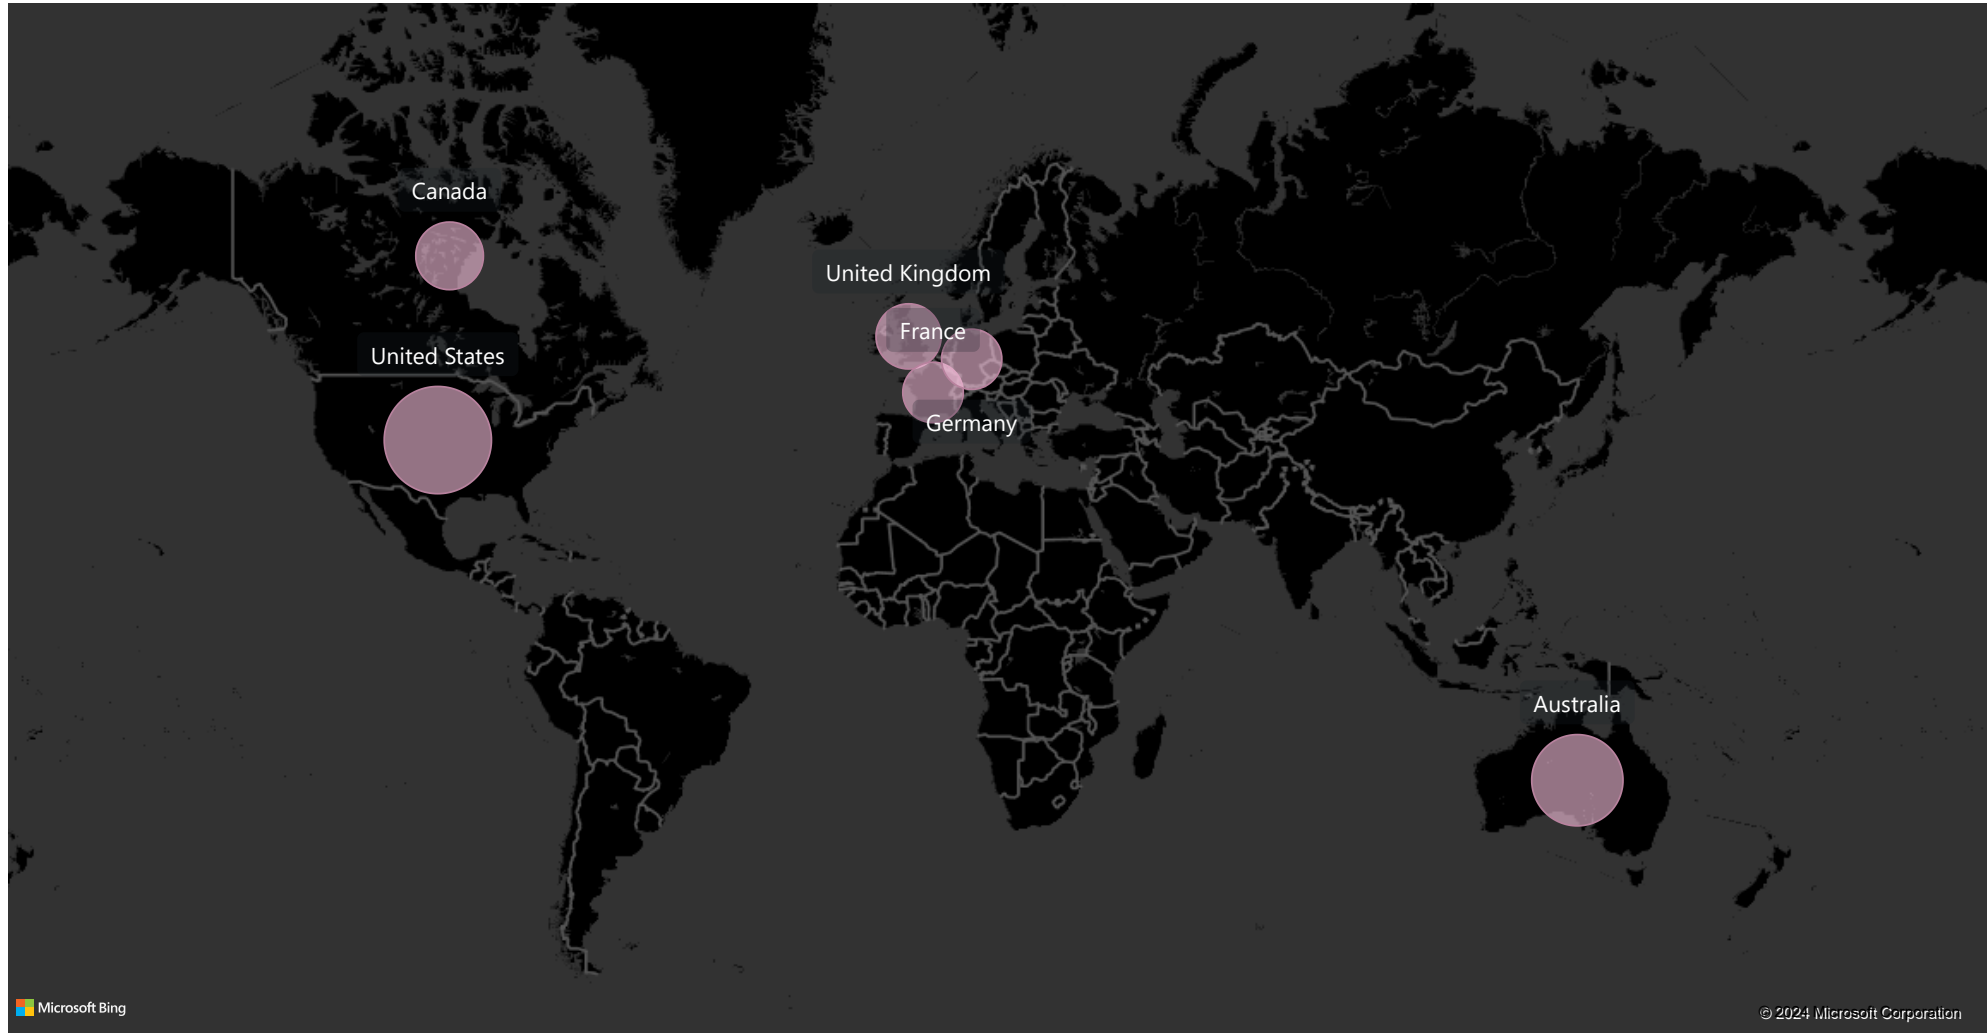 Canada
United Kingdom
France
United States
Germany
Australia
Microsoft Bing
© 2024 Microsoft Corporation